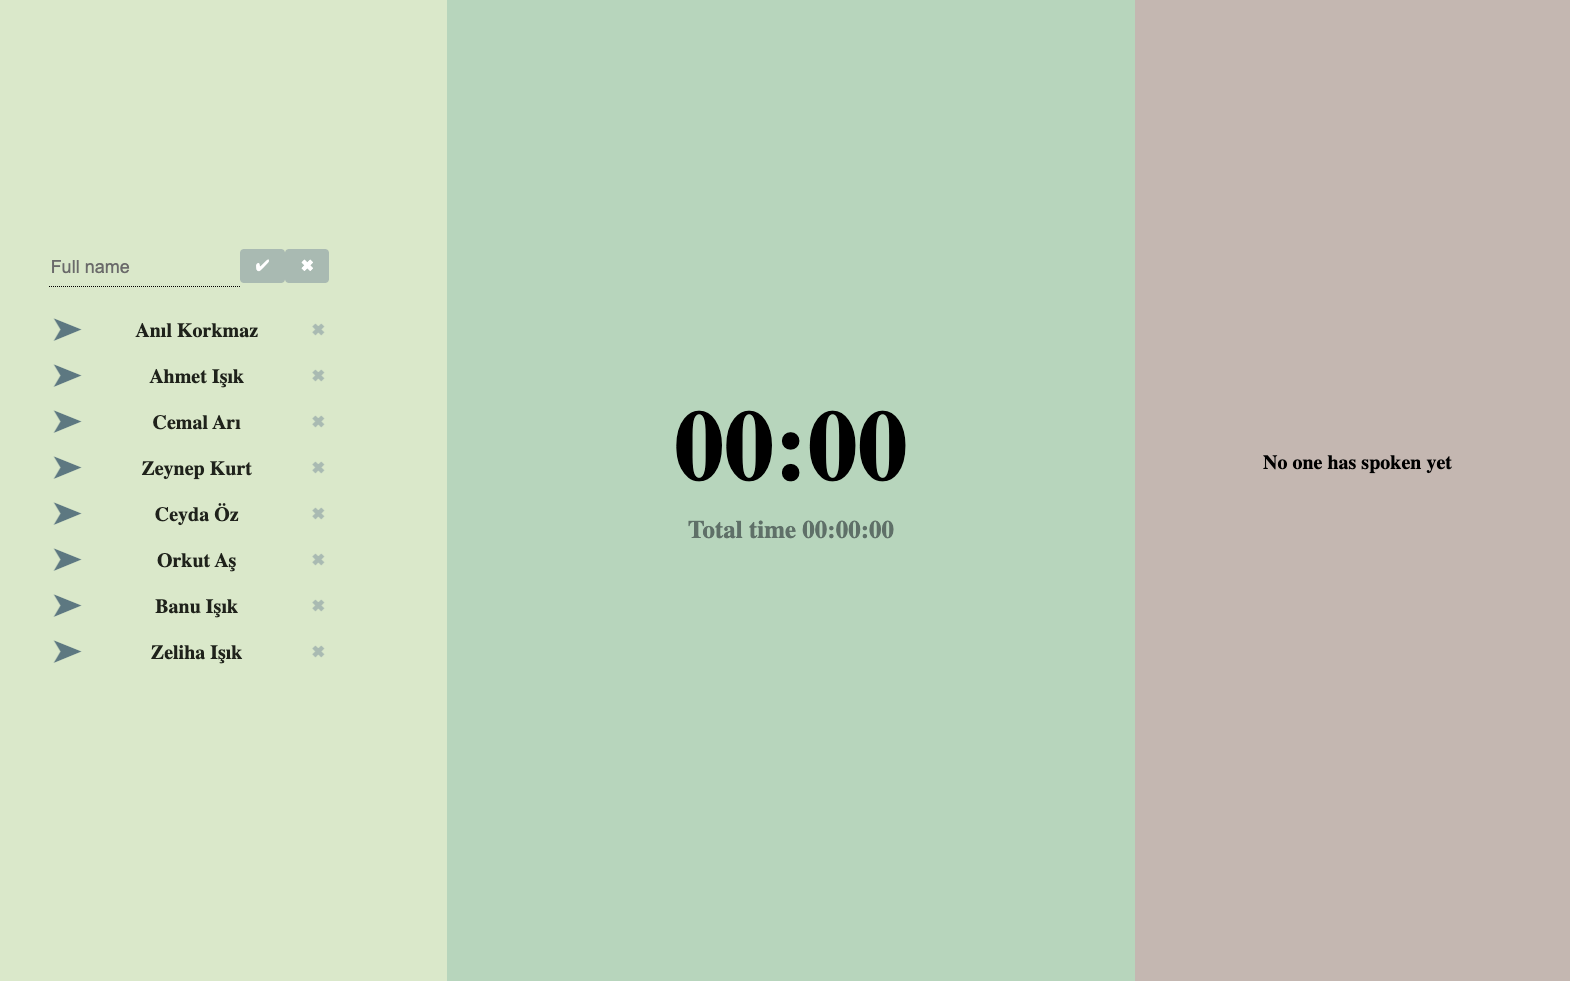 Full name
✔ ✖
Anıl Korkmaz ✖
Ahmet Işık ✖
Cemal Arı ✖
Zeynep Kurt ✖
Ceyda Öz ✖
Orkut Aş ✖
Banu Işık ✖
Zeliha Işık ✖
00:00
Total time 00:00:00
No one has spoken yet